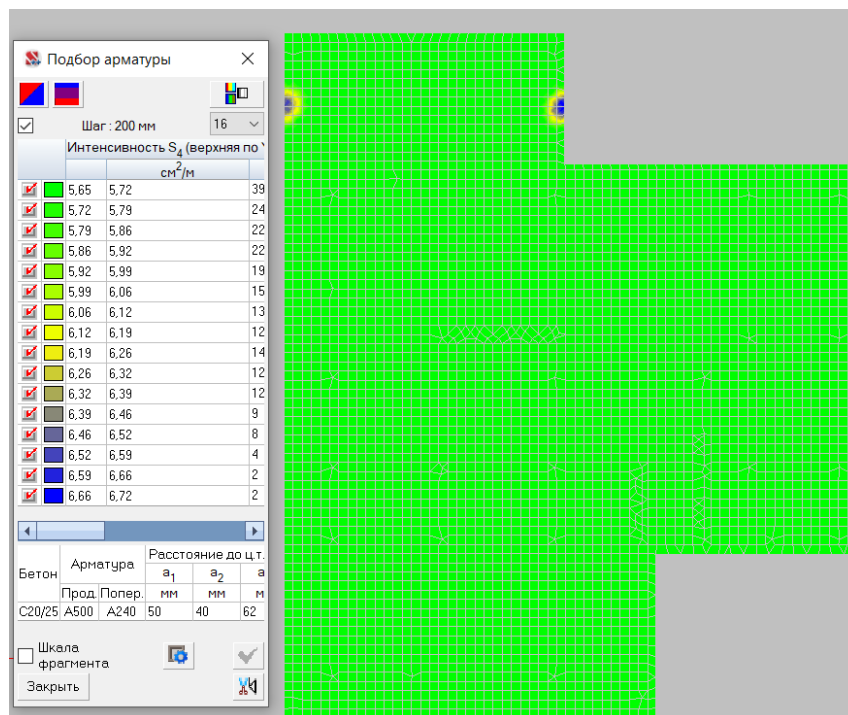 Подбор арматуры
Шаг : 200 мм 16
Интенсивность S4 (верхняя по
см2/м
5,65 5,72 39
5,72 5,79 24
5,79 5,86 22
5,86 5,92 22
5,92 5,99 19
5,99 6,06 15
6,06 6,12 13
6,12 6,19 12
6,19 6,26 14
6,26 6,32 12
6,32 6,39 12
6,39 6,46 9
6,46 6,52 8
6,52 6,59 4
6,59 6,66 2
6,66 6,72 2
Бетон Арматура Расстояние до ц.т.
a1 a2 a
Прод. Попер. мм мм м
C20/25 A500 A240 50 40 62
Шкала
фрагмента
Закрыть